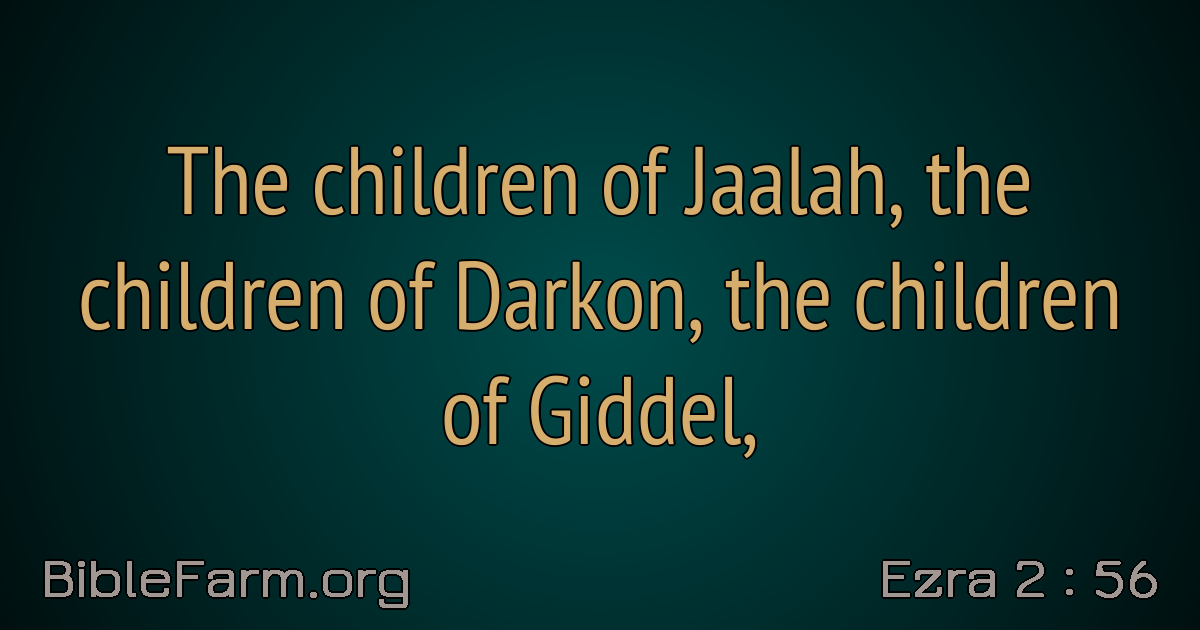 The children of Jaalah, the
children of Darkon, the children
of Giddel,
BibleFarm.org
Ezra 2 : 56